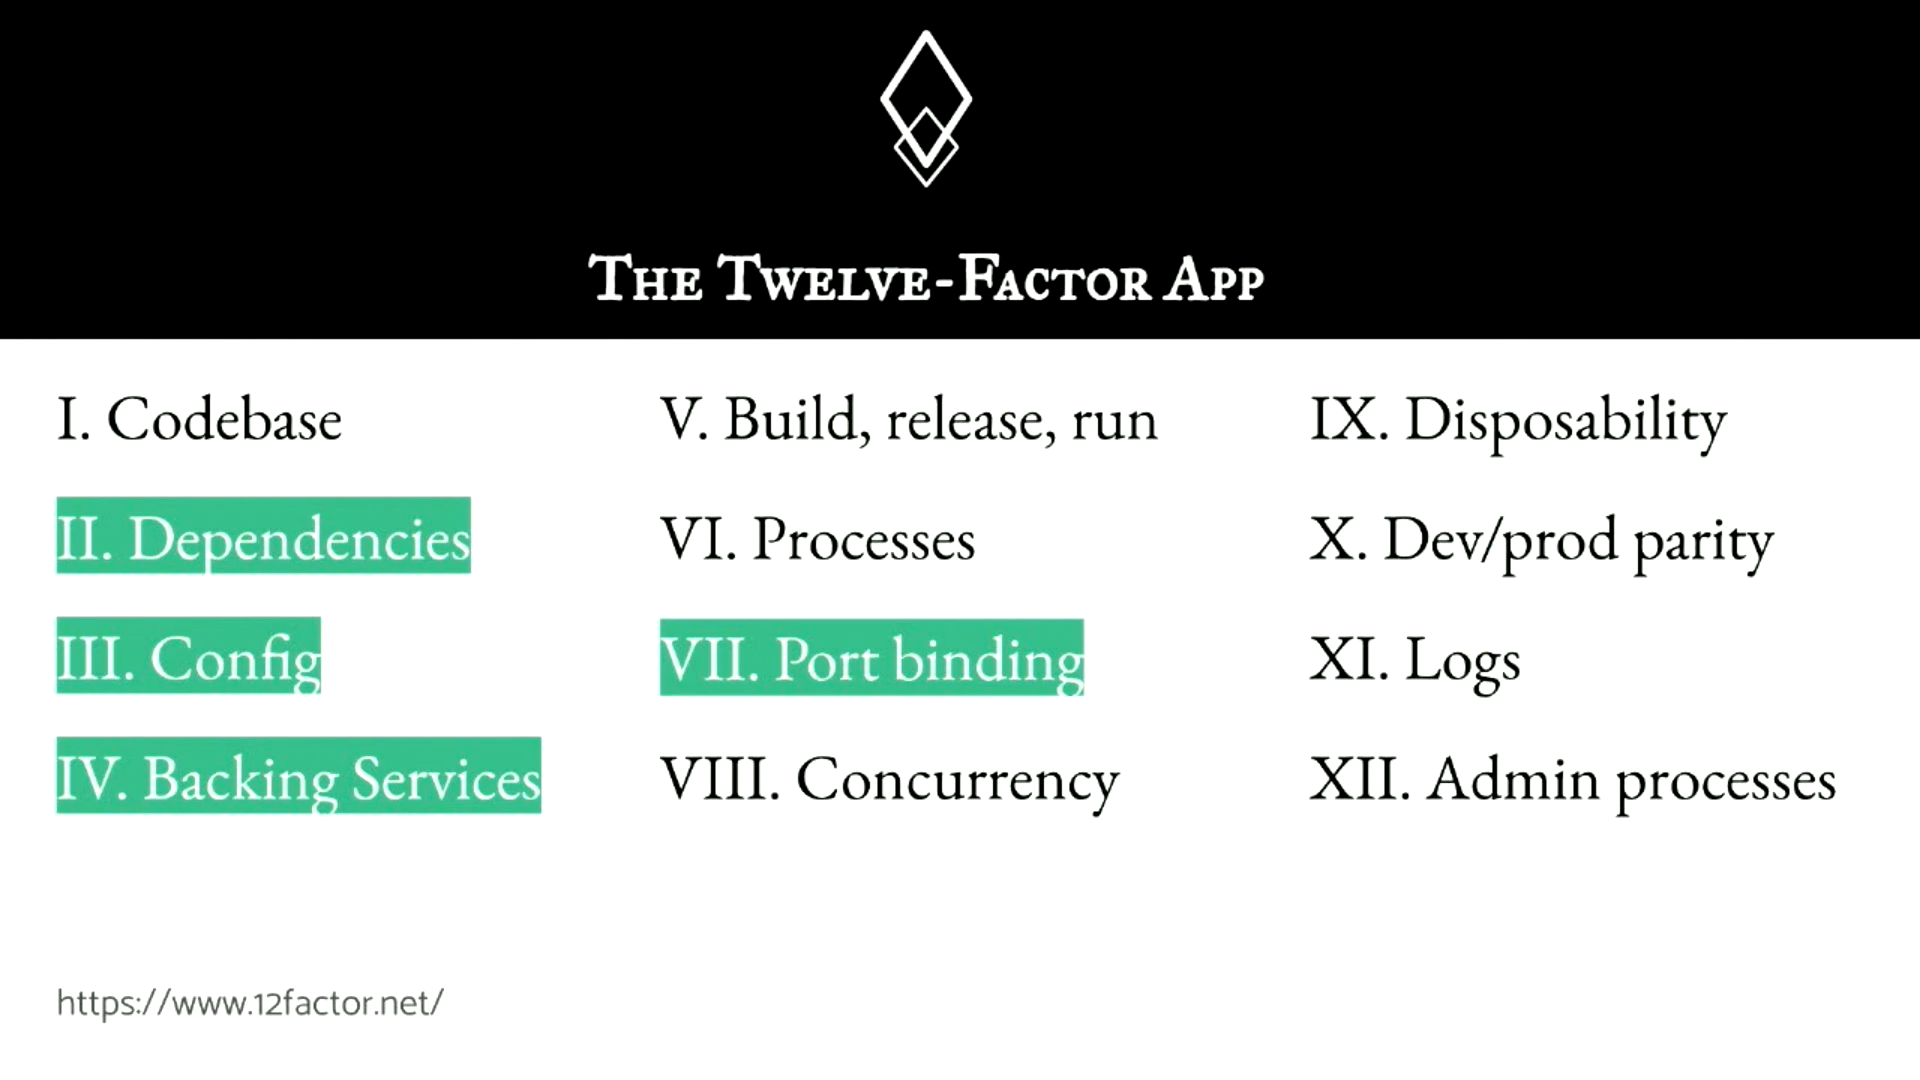 The Twelve-Factor App
I. Codebase
II. Dependencies
III. Config
IV. Backing Services
V. Build, release, run
VI. Processes
VII. Port binding
VIII. Concurrency
IX. Disposability
X. Dev/prod parity
XI. Logs
XII. Admin processes
https://www.12factor.net/